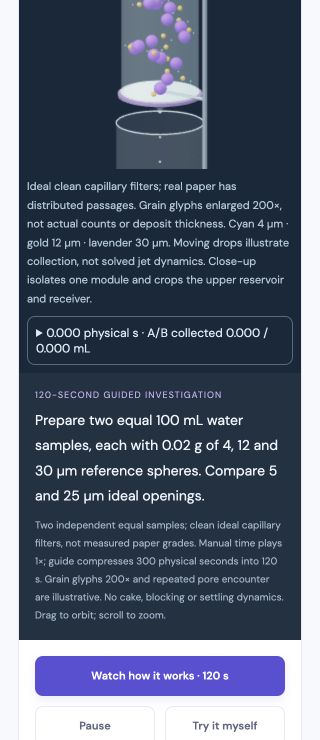 Ideal clean capillary filters; real paper has
distributed passages. Grain glyphs enlarged 200×,
not actual counts or deposit thickness. Cyan 4 µm ·
gold 12 µm · lavender 30 µm. Moving drops illustrate
collection, not solved jet dynamics. Close-up
isolates one module and crops the upper reservoir
and receiver.
▶ 0.000 physical s · A/B collected 0.000 /
0.000 mL
120-SECOND GUIDED INVESTIGATION
Prepare two equal 100 mL water
samples, each with 0.02 g of 4, 12 and
30 µm reference spheres. Compare 5
and 25 µm ideal openings.
Two independent equal samples; clean ideal capillary
filters, not measured paper grades. Manual time plays
1×; guide compresses 300 physical seconds into 120
s. Grain glyphs 200× and repeated pore encounter
are illustrative. No cake, blocking or settling dynamics.
Drag to orbit; scroll to zoom.
Watch how it works · 120 s
Pause
Try it myself